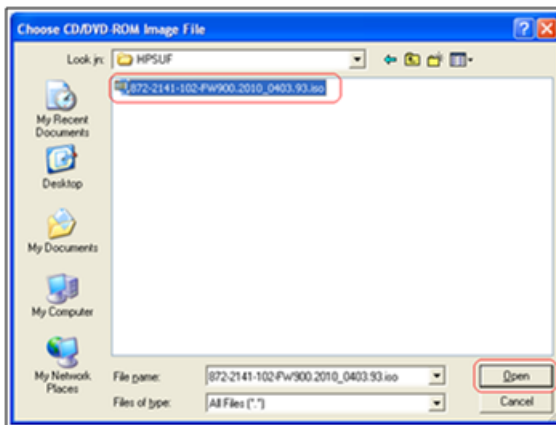 Choose CD/DVD-ROM Image File
Look in: HPSUF
872-2141-102-FW900.2010_0403.93.iso
My Recent
Documents
Desktop
My Documents
My Computer
My Network
Places
File name: 872-2141-102-FW900.2010_0403.93.iso Open
Files of type: All Files (*.*) Cancel